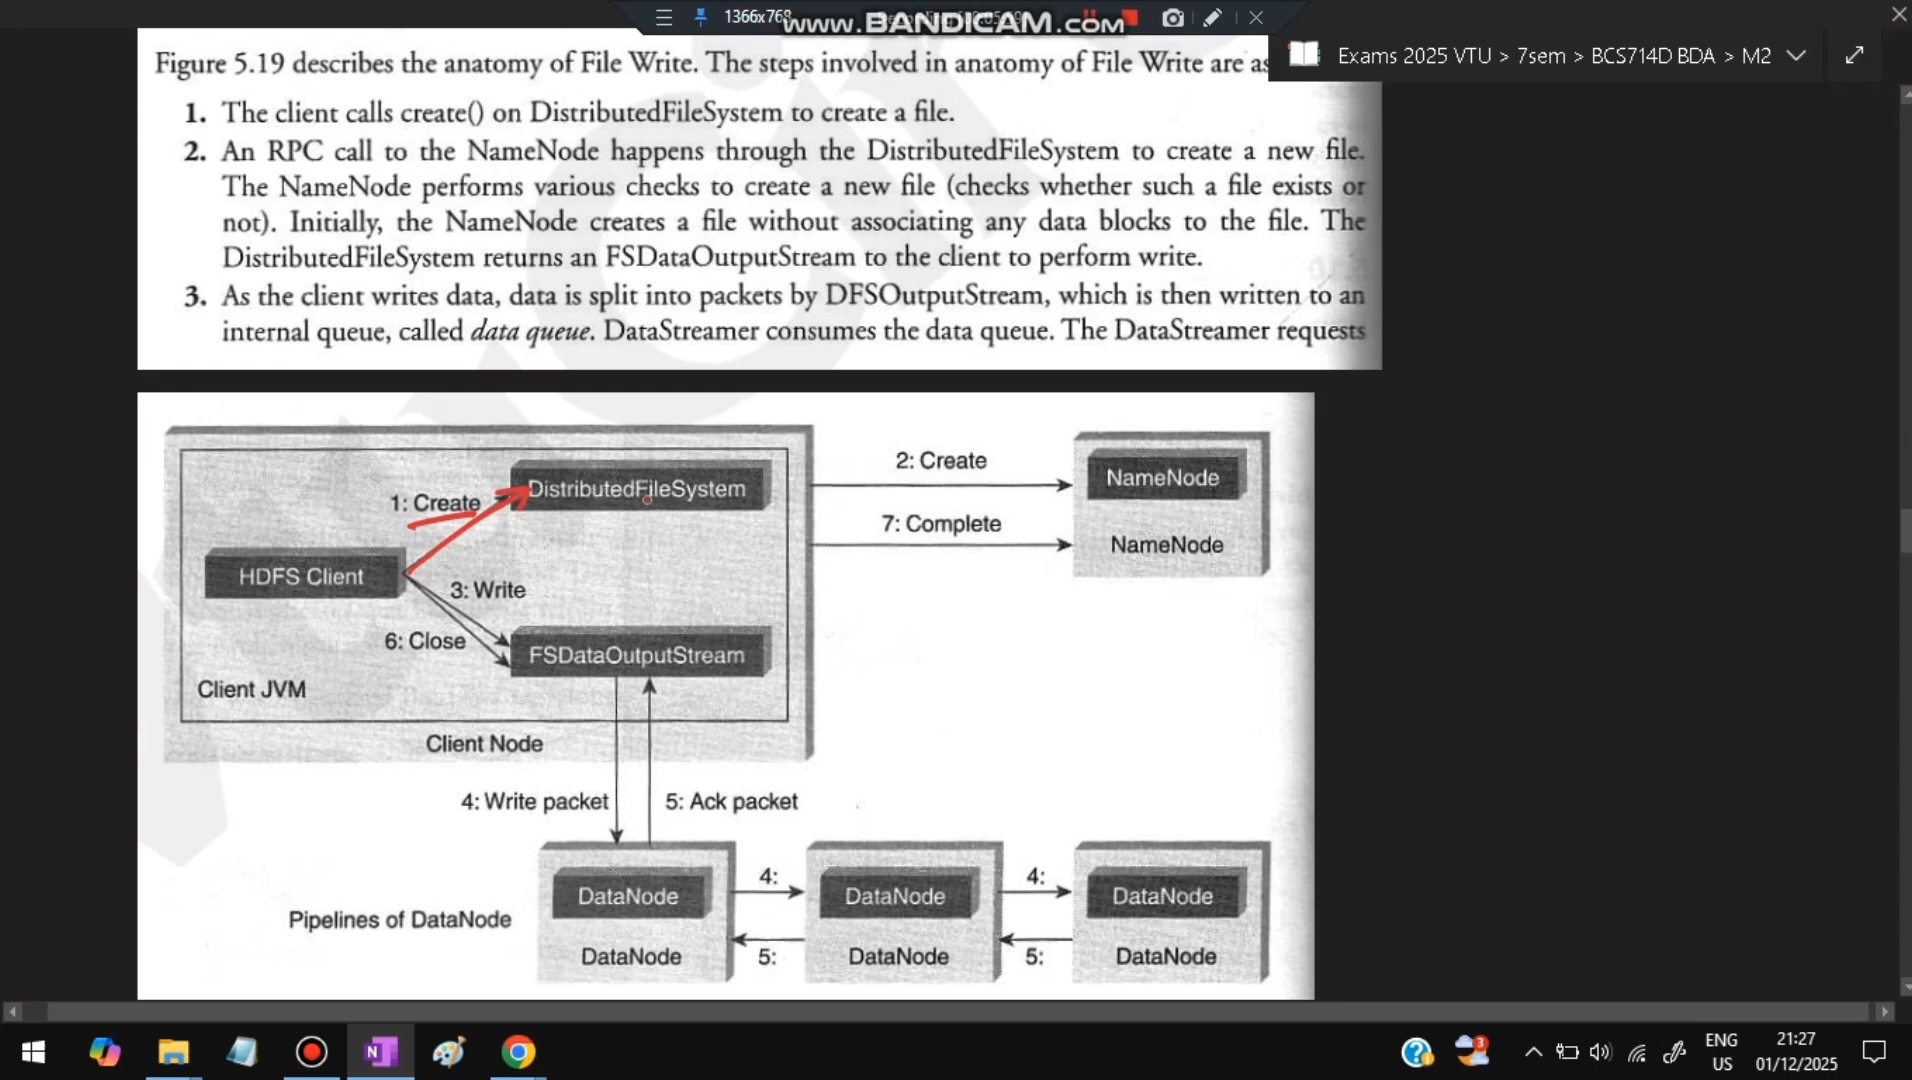 1366x768
www.BANDICAM.com
Exams 2025 VTU > 7sem > BCS714D BDA > M2
Figure 5.19 describes the anatomy of File Write. The steps involved in anatomy of File Write are as
1. The client calls create() on DistributedFileSystem to create a file.
2. An RPC call to the NameNode happens through the DistributedFileSystem to create a new file.
The NameNode performs various checks to create a new file (checks whether such a file exists or
not). Initially, the NameNode creates a file without associating any data blocks to the file. The
DistributedFileSystem returns an FSDataOutputStream to the client to perform write.
3. As the client writes data, data is split into packets by DFSOutputStream, which is then written to an
internal queue, called data queue. DataStreamer consumes the data queue. The DataStreamer requests
DistributedFileSystem
1: Create
2: Create
NameNode
7: Complete
NameNode
HDFS Client
3: Write
6: Close
FSDataOutputStream
Client JVM
Client Node
4: Write packet
5: Ack packet
Pipelines of DataNode
DataNode
4:
DataNode
4:
DataNode
DataNode
5:
DataNode
5:
DataNode
N
3
ENG
US
21:27
01/12/2025